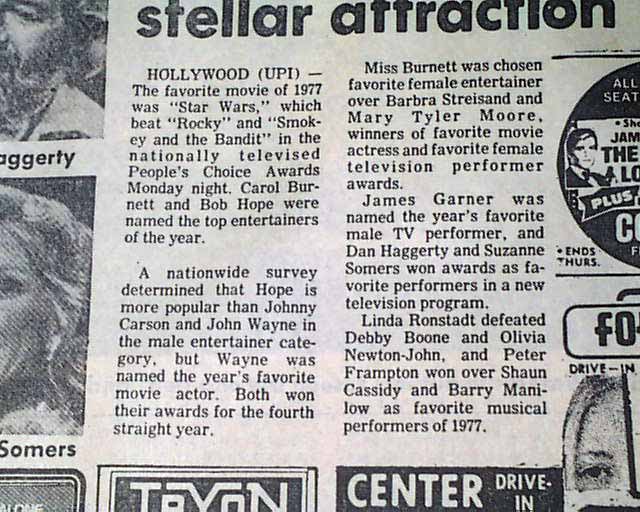 stellar attraction
HOLLYWOOD (UPI) —
The favorite movie of 1977
was "Star Wars," which
beat "Rocky" and "Smok-
ey and the Bandit" in the
nationally televised
People's Choice Awards
Monday night. Carol Bur-
nett and Bob Hope were
named the top entertainers
of the year.
A nationwide survey
determined that Hope is
more popular than Johnny
Carson and John Wayne in
the male entertainer cate-
gory, but Wayne was
named the year's favorite
movie actor. Both won
their awards for the fourth
straight year.
Miss Burnett was chosen
favorite female entertainer
over Barbra Streisand and
Mary Tyler Moore,
winners of favorite movie
actress and favorite female
television performer
awards.
James Garner was
named the year's favorite
male TV performer, and
Dan Haggerty and Suzanne
Somers won awards as fa-
vorite performers in a new
television program.
Linda Ronstadt defeated
Debby Boone and Olivia
Newton-John, and Peter
Frampton won over Shaun
Cassidy and Barry Mani-
low as favorite musical
performers of 1977.
aggerty
Somers
ALONE
TAYON
CENTER DRIVE-
IN
ALL
SEAT
JAM
THE
LO
PLUS
CO
• ENDS
THURS.
FO
DRIVE-IN